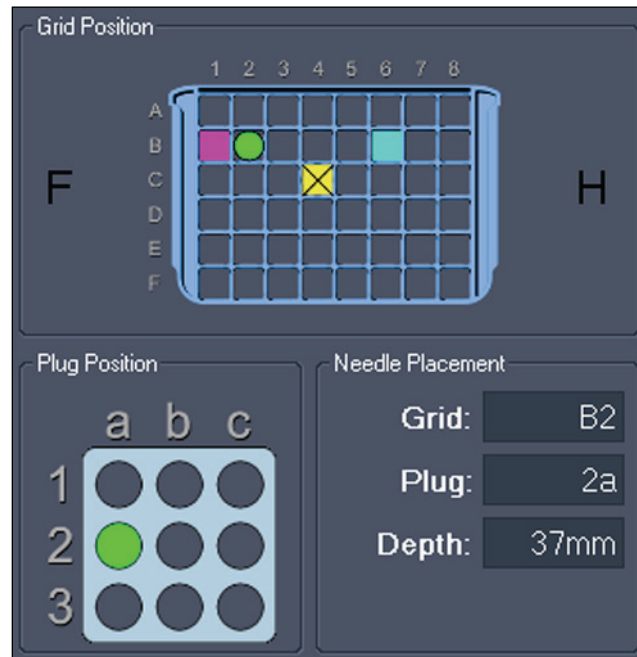 Grid Position
1 2 3 4 5 6 7 8
A
B
C
D
E
F
F
H
Plug Position
a b c
1
2
3
Needle Placement
Grid: B2
Plug: 2a
Depth: 37mm